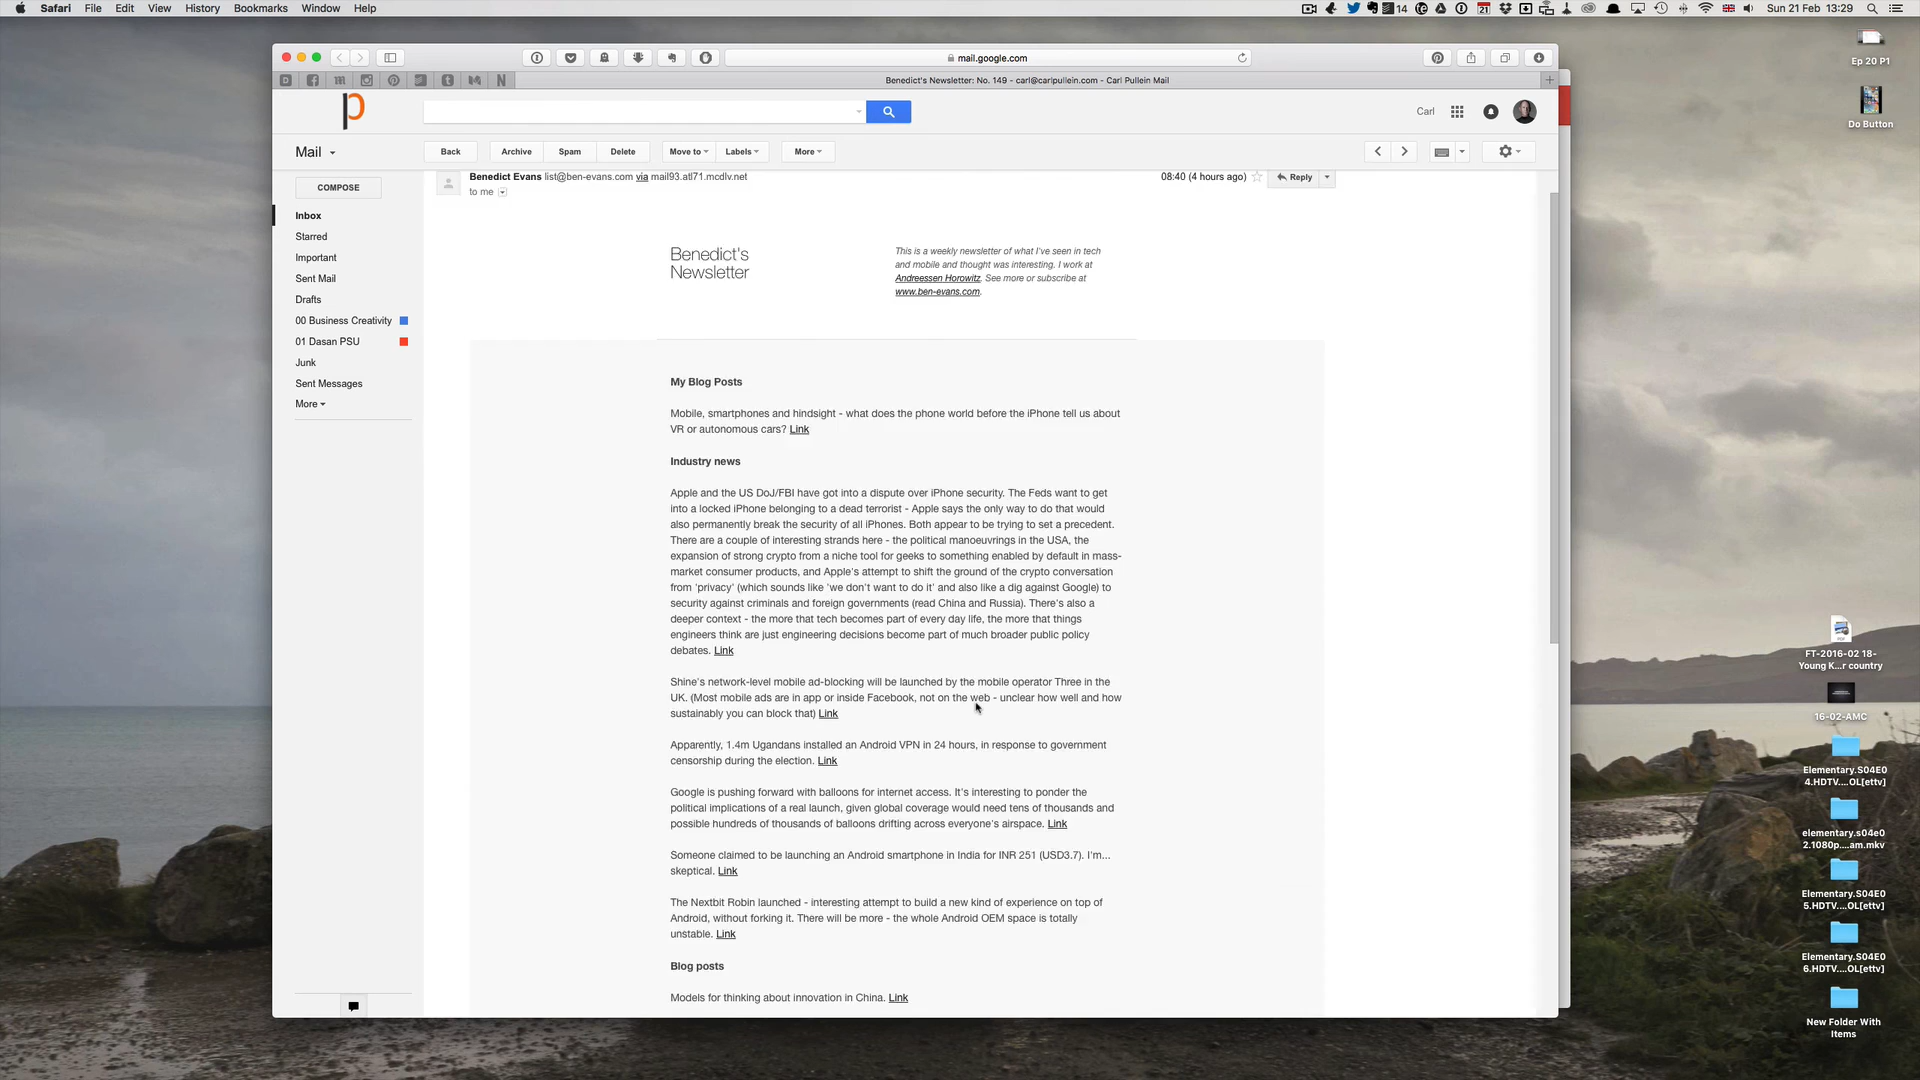 Safari File Edit View History Bookmarks Window Help
14
21
Sun 21 Feb 13:29
mail.google.com
Benedict's Newsletter: No. 149 - carl@carlpullein.com - Carl Pullein Mail
Carl
Mail
Back Archive Spam Delete Move to Labels More
COMPOSE
Inbox
Starred
Important
Sent Mail
Drafts
00 Business Creativity
01 Dasan PSU
Junk
Sent Messages
More
Benedict Evans list@ben-evans.com via mail93.atl71.mcdlv.net
to me
08:40 (4 hours ago)
Reply
Benedict's
Newsletter
This is a weekly newsletter of what I've seen in tech
and mobile and thought was interesting. I work at
Andreessen Horowitz. See more or subscribe at
www.ben-evans.com.
My Blog Posts
Mobile, smartphones and hindsight - what does the phone world before the iPhone tell us about
VR or autonomous cars? Link
Industry news
Apple and the US DoJ/FBI have got into a dispute over iPhone security. The Feds want to get
into a locked iPhone belonging to a dead terrorist - Apple says the only way to do that would
also permanently break the security of all iPhones. Both appear to be trying to set a precedent.
There are a couple of interesting strands here - the political manoeuvrings in the USA, the
expansion of strong crypto from a niche tool for geeks to something enabled by default in mass-
market consumer products, and Apple's attempt to shift the ground of the crypto conversation
from 'privacy' (which sounds like 'we don't want to do it' and also like a dig against Google) to
security against criminals and foreign governments (read China and Russia). There's also a
deeper context - the more that tech becomes part of every day life, the more that things
engineers think are just engineering decisions become part of much broader public policy
debates. Link
Shine's network-level mobile ad-blocking will be launched by the mobile operator Three in the
UK. (Most mobile ads are in app or inside Facebook, not on the web - unclear how well and how
sustainably you can block that) Link
Apparently, 1.4m Ugandans installed an Android VPN in 24 hours, in response to government
censorship during the election. Link
Google is pushing forward with balloons for internet access. It's interesting to ponder the
political implications of a real launch, given global coverage would need tens of thousands and
possible hundreds of thousands of balloons drifting across everyone's airspace. Link
Someone claimed to be launching an Android smartphone in India for INR 251 (USD3.7). I'm...
skeptical. Link
The Nextbit Robin launched - interesting attempt to build a new kind of experience on top of
Android, without forking it. There will be more - the whole Android OEM space is totally
unstable. Link
Blog posts
Models for thinking about innovation in China. Link
Ep 20 P1
Do Button
FT-2016-02 18-
Young K...r country
16-02-AMC
Elementary.S04E0
4.HDTV....OL[ettv]
elementary.s04e0
2.1080p....am.mkv
Elementary.S04E0
5.HDTV....OL[ettv]
Elementary.S04E0
6.HDTV....OL[ettv]
New Folder With
Items